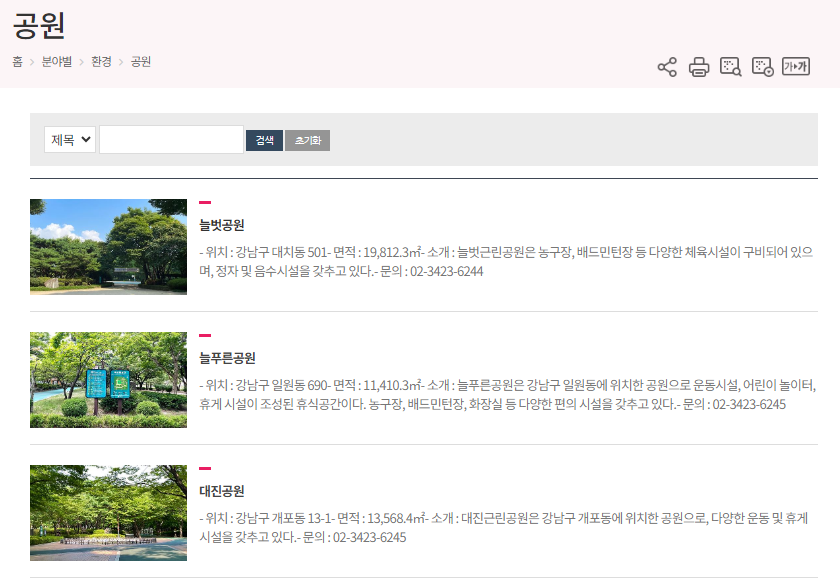 공원
홈 > 분야별 > 환경 > 공원
가▸가
제목 검색 초기화
늘벗공원
- 위치 : 강남구 대치동 501- 면적 : 19,812.3㎡- 소개 : 늘벗근린공원은 농구장, 배드민턴장 등 다양한 체육시설이 구비되어 있으
며, 정자 및 음수시설을 갖추고 있다.- 문의 : 02-3423-6244
늘푸른공원
- 위치 : 강남구 일원동 690- 면적 : 11,410.3㎡- 소개 : 늘푸른공원은 강남구 일원동에 위치한 공원으로 운동시설, 어린이 놀이터,
휴게 시설이 조성된 휴식공간이다. 농구장, 배드민턴장, 화장실 등 다양한 편의 시설을 갖추고 있다.- 문의 : 02-3423-6245
대진공원
- 위치 : 강남구 개포동 13-1- 면적 : 13,568.4㎡- 소개 : 대진근린공원은 강남구 개포동에 위치한 공원으로, 다양한 운동 및 휴게
시설을 갖추고 있다.- 문의 : 02-3423-6245